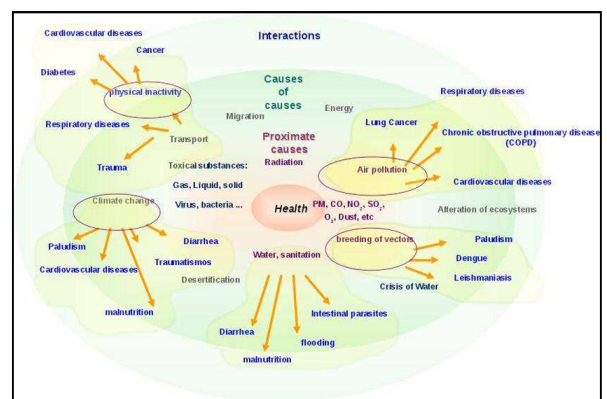 Interactions
Cardiovascular diseases
Cancer
Diabetes
physical inactivity
Causes
of
causes
Energy
Migration
Respiratory diseases
Transport
Trauma
Proximate
causes
Radiation
Toxical substances:
Gas, Liquid, solid
Virus, bacteria ...
Health
PM, CO, NO2, SO2,
O3, Dust, etc
Respiratory diseases
Lung Cancer
Chronic obstructive pulmonary disease
(COPD)
Air pollution
Cardiovascular diseases
Alteration of ecosystems
Climate change
Paludism
Diarrhea
Cardiovascular diseases
Traumatismos
Desertification
malnutrition
Water, sanitation
breeding of vectors
Paludism
Dengue
Leishmaniasis
Crisis of Water
Intestinal parasites
Diarrhea
flooding
malnutrition